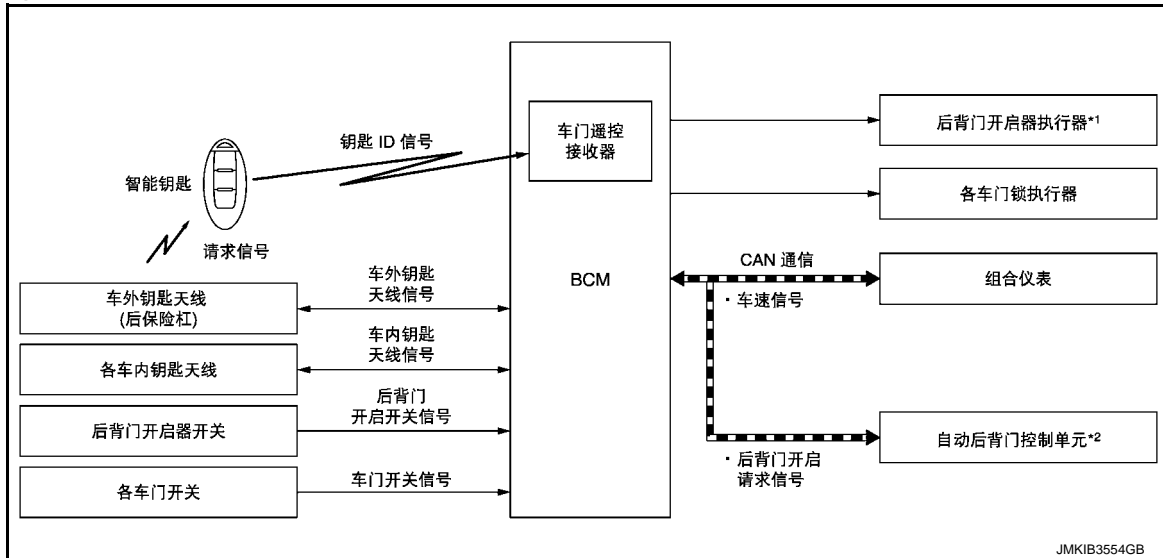 智能钥匙
钥匙 ID 信号
请求信号
车外钥匙天线
(后保险杠)
各车内钥匙天线
后背门开启器开关
各车门开关
车外钥匙
天线信号
车内钥匙
天线信号
后背门
开启开关信号
车门开关信号
车门遥控
接收器
BCM
CAN 通信
· 车速信号
· 后背门开启
请求信号
后背门开启器执行器*1
各车门锁执行器
组合仪表
自动后背门控制单元*2
JMKIB3554GB